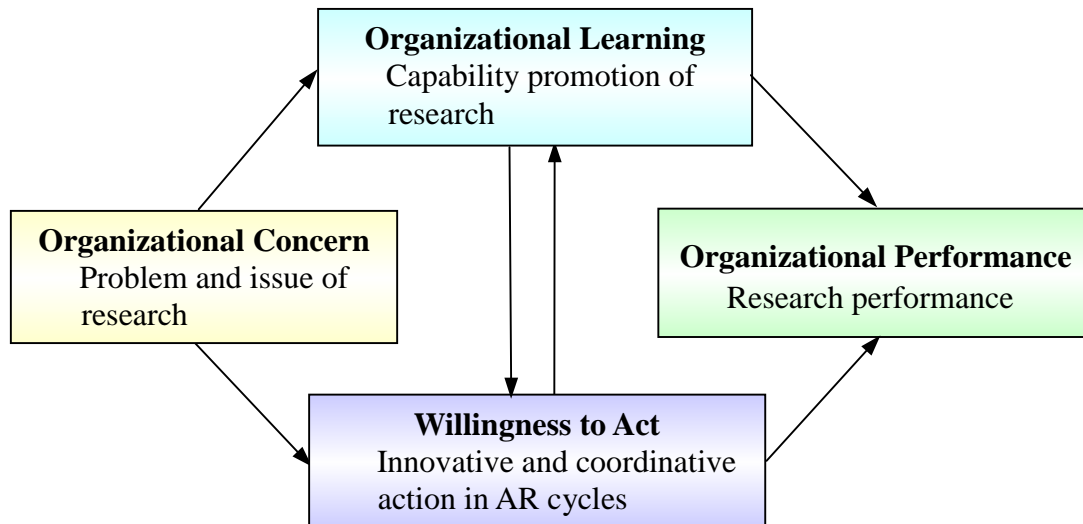 Organizational Learning
Capability promotion of
research
Organizational Concern
Problem and issue of
research
Organizational Performance
Research performance
Willingness to Act
Innovative and coordinative
action in AR cycles